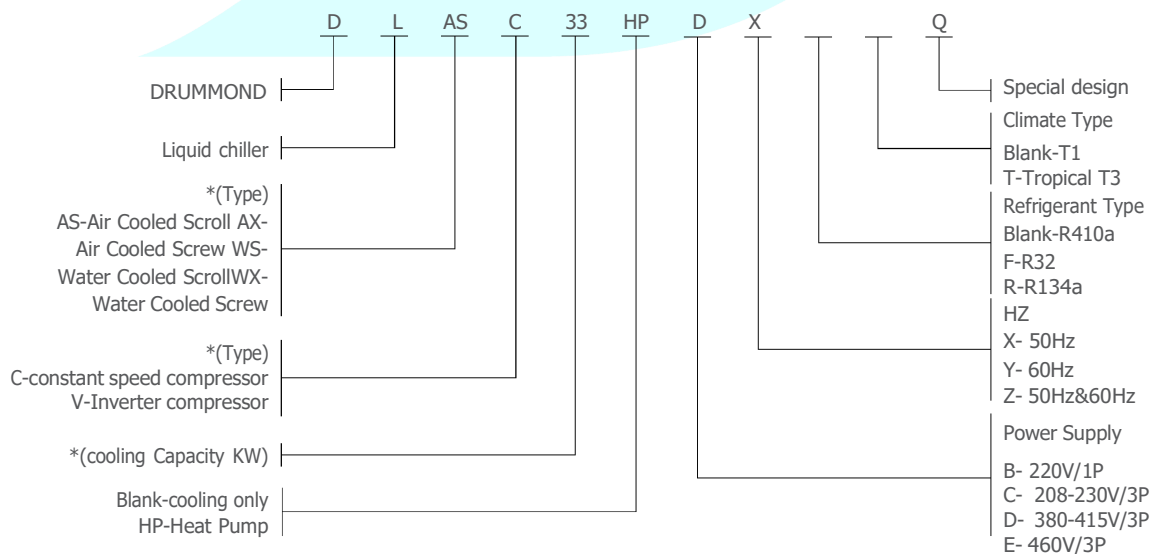 D L AS C 33 HP D X Q
DRUMMOND
Liquid chiller
*(Type)
AS-Air Cooled Scroll AX-
Air Cooled Screw WS-
Water Cooled ScrollWX-
Water Cooled Screw
*(Type)
C-constant speed compressor
V-Inverter compressor
*(cooling Capacity KW)
Blank-cooling only
HP-Heat Pump
Special design
Climate Type
Blank-T1
T-Tropical T3
Refrigerant Type
Blank-R410a
F-R32
R-R134a
HZ
X- 50Hz
Y- 60Hz
Z- 50Hz&60Hz
Power Supply
B- 220V/1P
C- 208-230V/3P
D- 380-415V/3P
E- 460V/3P